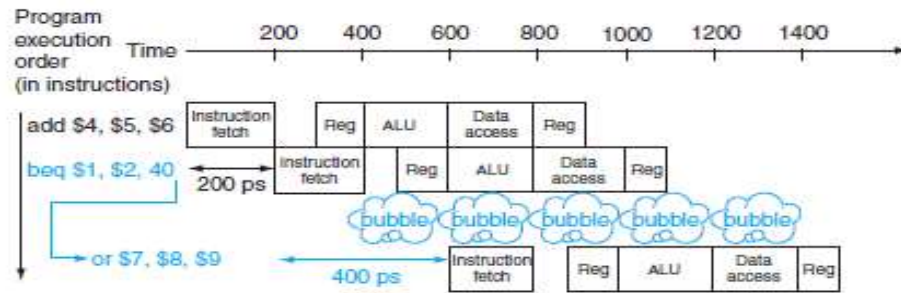 Program
execution
order
(in instructions)
Time
200 400 600 800 1000 1200 1400
add $4, $5, $6
Instruction
fetch
Reg
ALU
Data
access
Reg
beq $1, $2, 40
200 ps
Instruction
fetch
Reg
ALU
Data
access
Reg
bubble bubble bubble bubble bubble
or $7, $8, $9
400 ps
Instruction
fetch
Reg
ALU
Data
access
Reg